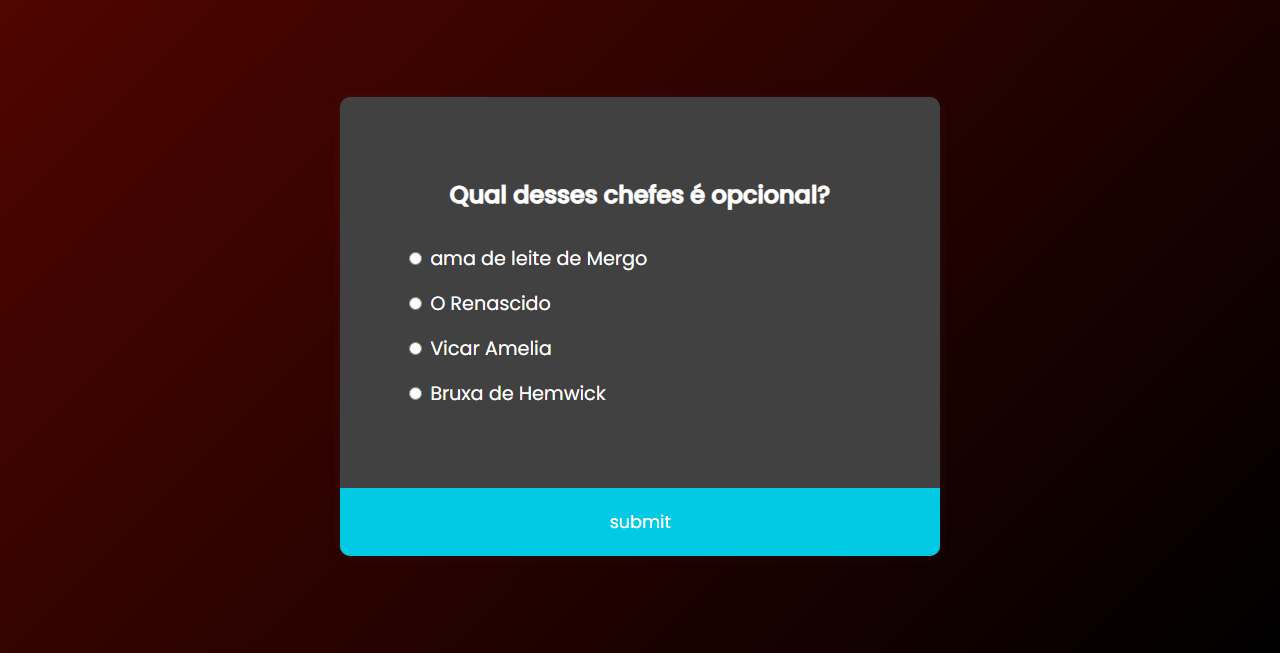 Qual desses chefes é opcional?
ama de leite de Mergo
O Renascido
Vicar Amelia
Bruxa de Hemwick
submit